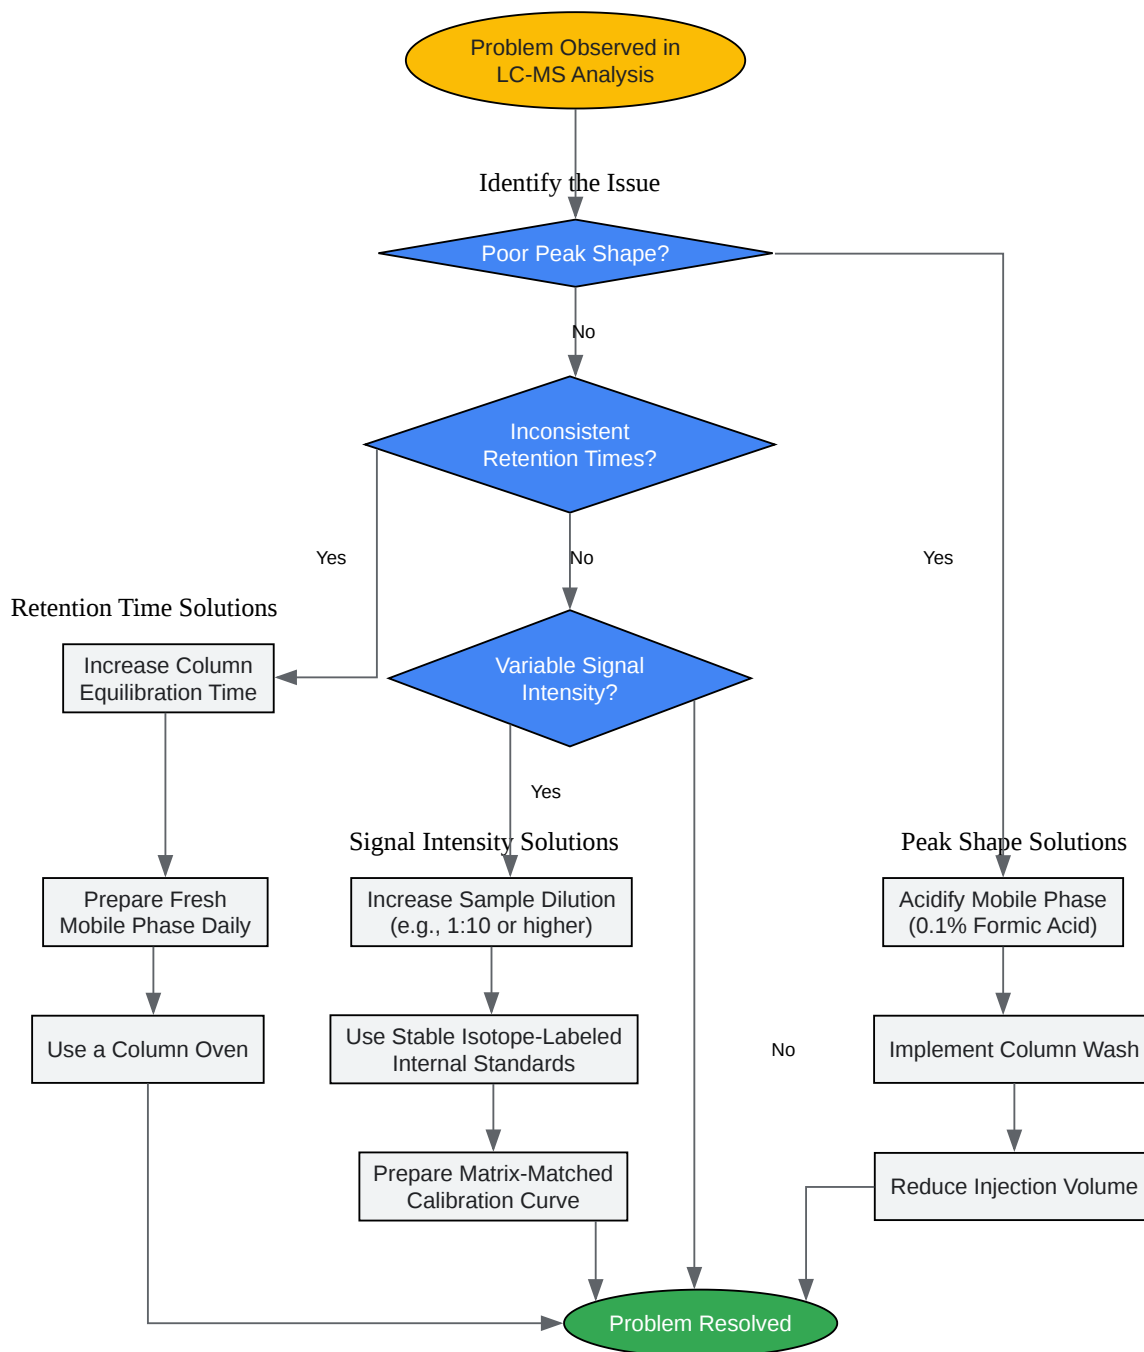 Problem Observed in
LC-MS Analysis
Identify the Issue
Poor Peak Shape?
No
Inconsistent
Retention Times?
Yes
No
Yes
Retention Time Solutions
Increase Column
Equilibration Time
Variable Signal
Intensity?
Yes
Signal Intensity Solutions
Peak Shape Solutions
Prepare Fresh
Mobile Phase Daily
Increase Sample Dilution
(e.g., 1:10 or higher)
Acidify Mobile Phase
(0.1% Formic Acid)
Use a Column Oven
Use Stable Isotope-Labeled
Internal Standards
No
Implement Column Wash
Prepare Matrix-Matched
Calibration Curve
Reduce Injection Volume
Problem Resolved